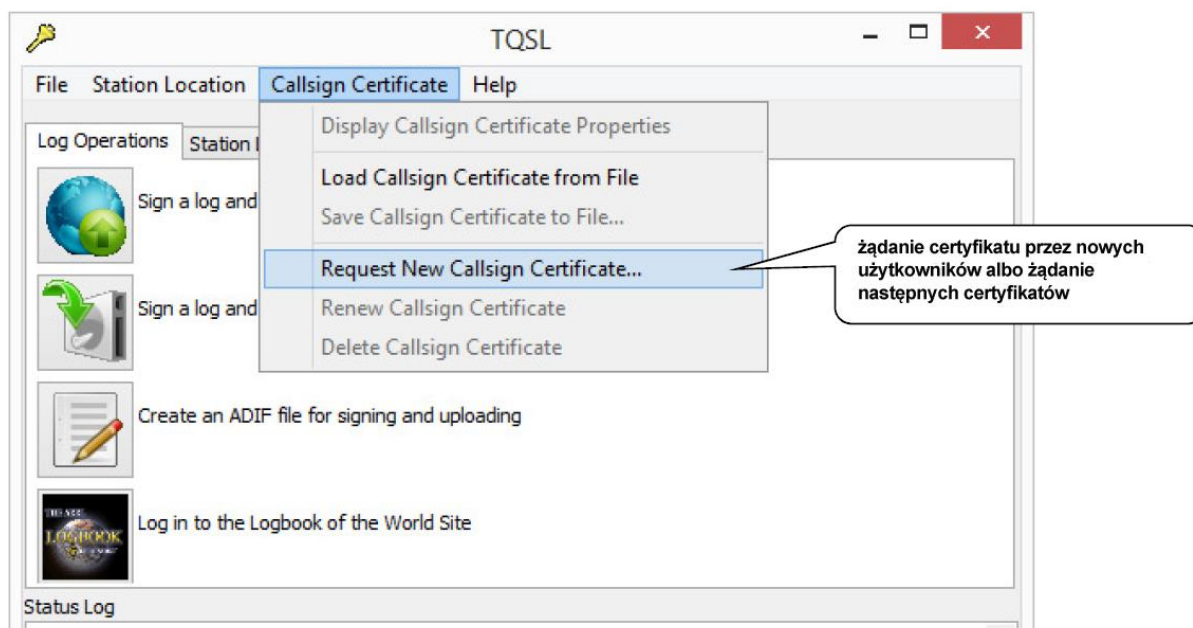 TQSL
File Station Location Callsign Certificate Help
Display Callsign Certificate Properties
Log Operations Station
Load Callsign Certificate from File
Sign a log and
Save Callsign Certificate to File...
żądanie certyfikatu przez nowych
użytkowników albo żądanie
następnych certyfikatów
Request New Callsign Certificate...
Sign a log and
Renew Callsign Certificate
Delete Callsign Certificate
Create an ADIF file for signing and uploading
THE ARRL
LOGBOOK
Log in to the Logbook of the World Site
Status Log